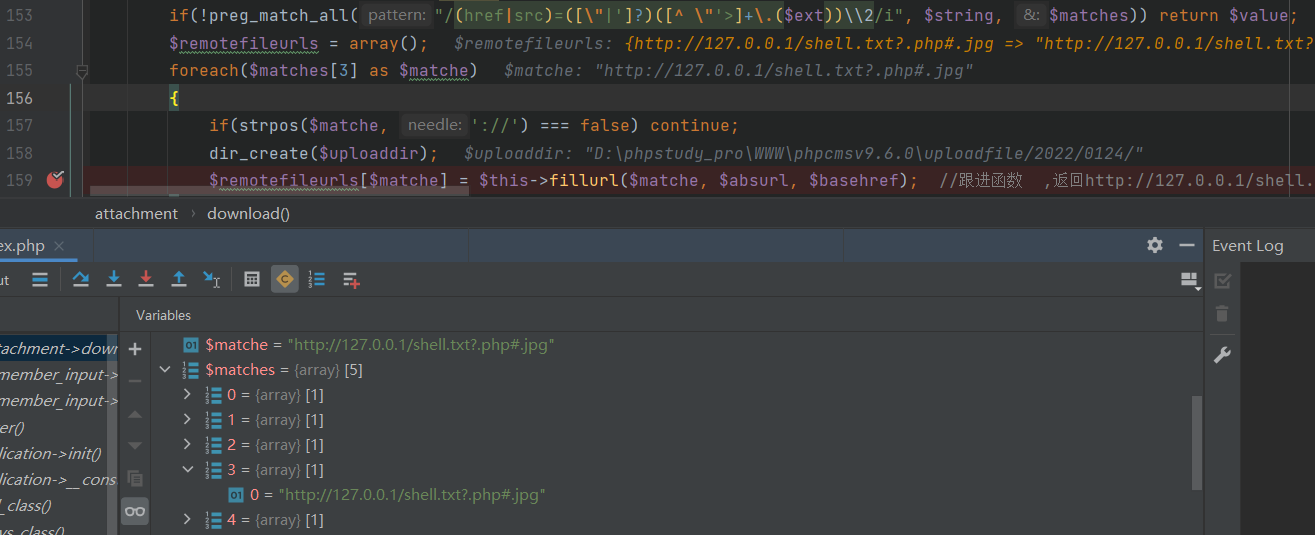 153 if(!preg_match_all( pattern: "/(href|src)=([\"|']?)([^ \"'>]+\.($ext))\\2/i", $string, &: $matches)) return $value;
154 $remotefileurls = array(); $remotefileurls: {http://127.0.0.1/shell.txt?.php#.jpg => "http://127.0.0.1/shell.txt?
155 foreach($matches[3] as $matche) $matche: "http://127.0.0.1/shell.txt?.php#.jpg"
156 {
157 if(strpos($matche, needle: '://') === false) continue;
158 dir_create($uploaddir); $uploaddir: "D:\phpstudy_pro\WWW\phpcmsv9.6.0\uploadfile/2022/0124/"
159 $remotefileurls[$matche] = $this->fillurl($matche, $absurl, $basehref); //跟进函数 ,返回http://127.0.0.1/shell.
attachment › download()
ex.php ×
Event Log
ut
Variables
tachment->down
member_input->
member_input->
er()
lication->init()
lication->__cons
l_class()
ys_class()
$matche = "http://127.0.0.1/shell.txt?.php#.jpg"
$matches = {array} [5]
0 = {array} [1]
1 = {array} [1]
2 = {array} [1]
3 = {array} [1]
0 = "http://127.0.0.1/shell.txt?.php#.jpg"
4 = {array} [1]